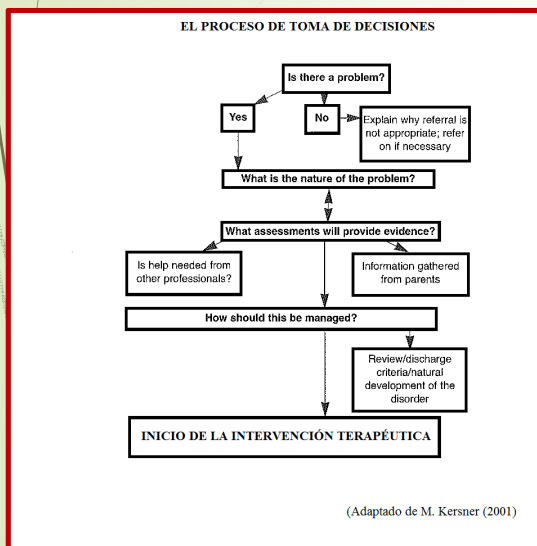 EL PROCESO DE TOMA DE DECISIONES
Is there a problem?
Yes
No
Explain why referral is
not appropriate; refer
on if necessary
What is the nature of the problem?
What assessments will provide evidence?
Is help needed from
other professionals?
Information gathered
from parents
How should this be managed?
Review/discharge
criteria/natural
development of the
disorder
INICIO DE LA INTERVENCIÓN TERAPÉUTICA
(Adaptado de M. Kersner (2001)